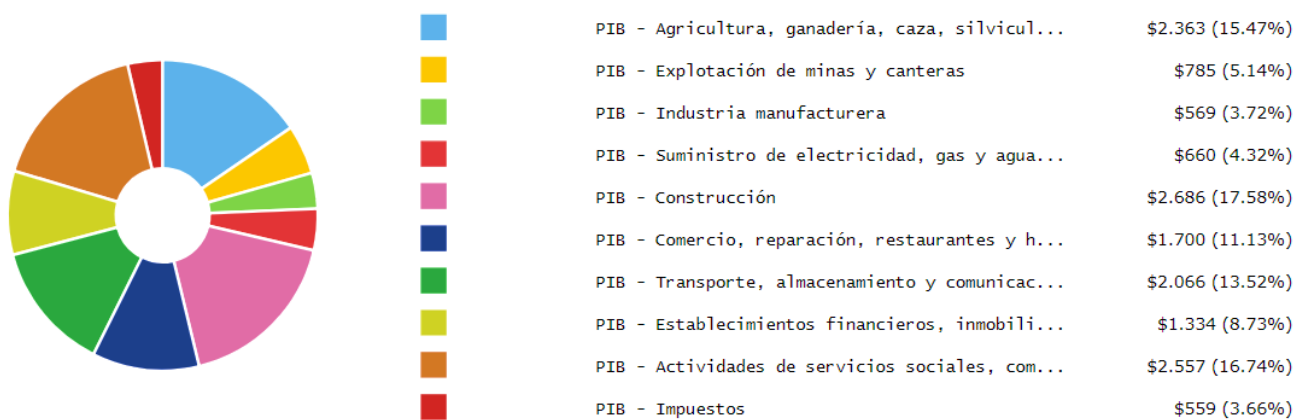 PIB - Agricultura, ganadería, caza, silvicul... $2.363 (15.47%)
PIB - Explotación de minas y canteras $785 (5.14%)
PIB - Industria manufacturera $569 (3.72%)
PIB - Suministro de electricidad, gas y agua... $660 (4.32%)
PIB - Construcción $2.686 (17.58%)
PIB - Comercio, reparación, restaurantes y h... $1.700 (11.13%)
PIB - Transporte, almacenamiento y comunicac... $2.066 (13.52%)
PIB - Establecimientos financieros, inmobili... $1.334 (8.73%)
PIB - Actividades de servicios sociales, com... $2.557 (16.74%)
PIB - Impuestos $559 (3.66%)